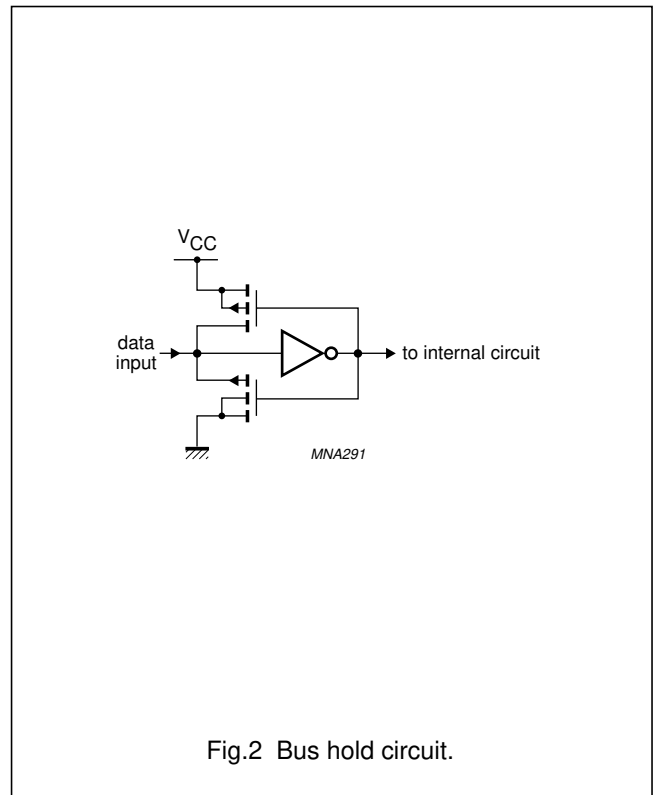 VCC
data
input
to internal circuit
MNA291
Fig.2 Bus hold circuit.